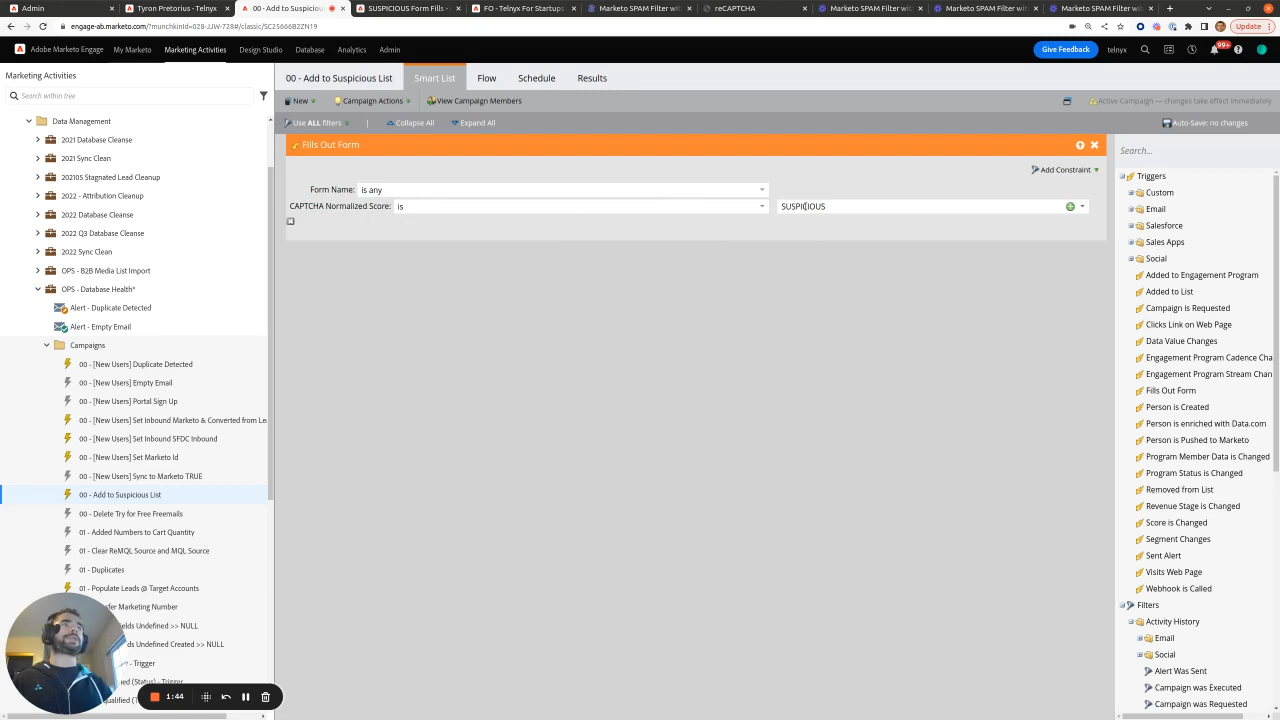 Admin
Tyron Pretorius - Telnyx
00 - Add to Suspicious
SUSPICIOUS Form Fills
FO - Telnyx For Startups
Marketo SPAM Filter with
reCAPTCHA
Marketo SPAM Filter with
Marketo SPAM Filter with
Marketo SPAM Filter with
engage-ab.marketo.com/?munchkinId=028-JJW-728#/classic/SC25666B2ZN19
Update
Adobe Marketo Engage
My Marketo
Marketing Activities
Design Studio
Database
Analytics
Admin
Give Feedback
99+
telnyx
Marketing Activities
Search within tree
Data Management
2021 Database Cleanse
2021 Sync Clean
202105 Stagnated Lead Cleanup
2022 - Attribution Cleanup
2022 Database Cleanse
2022 Q3 Database Cleanse
2022 Sync Clean
OPS - B2B Media List Import
OPS - Database Health*
Alert - Duplicate Detected
Alert - Empty Email
Campaigns
00 - [New Users] Duplicate Detected
00 - [New Users] Empty Email
00 - [New Users] Portal Sign Up
00 - [New Users] Set Inbound Marketo & Converted from Le
00 - [New Users] Set Inbound SFDC Inbound
00 - [New Users] Set Marketo Id
00 - [New Users] Sync to Marketo TRUE
00 - Add to Suspicious List
00 - Delete Try for Free Freemails
01 - Added Numbers to Cart Quantity
01 - Clear ReMQL Source and MQL Source
01 - Duplicates
01 - Populate Leads @ Target Accounts
Marketing Number
Undefined >> NULL
ds Undefined Created >> NULL
- Trigger
(Status) - Trigger
1:44
00 - Add to Suspicious List
Smart List
Flow
Schedule
Results
New
Campaign Actions
View Campaign Members
Active Campaign — changes take effect immediately
Use ALL filters
Collapse All
Expand All
Auto-Save: no changes
Fills Out Form
Add Constraint
Form Name: is any
CAPTCHA Normalized Score: is SUSPICIOUS
Search...
Triggers
Custom
Email
Salesforce
Sales Apps
Social
Added to Engagement Program
Added to List
Campaign is Requested
Clicks Link on Web Page
Data Value Changes
Engagement Program Cadence Cha
Engagement Program Stream Chan
Fills Out Form
Person is Created
Person is enriched with Data.com
Person is Pushed to Marketo
Program Member Data is Changed
Program Status is Changed
Removed from List
Revenue Stage is Changed
Score is Changed
Segment Changes
Sent Alert
Visits Web Page
Webhook is Called
Filters
Activity History
Email
Social
Alert Was Sent
Campaign was Executed
Campaign was Requested